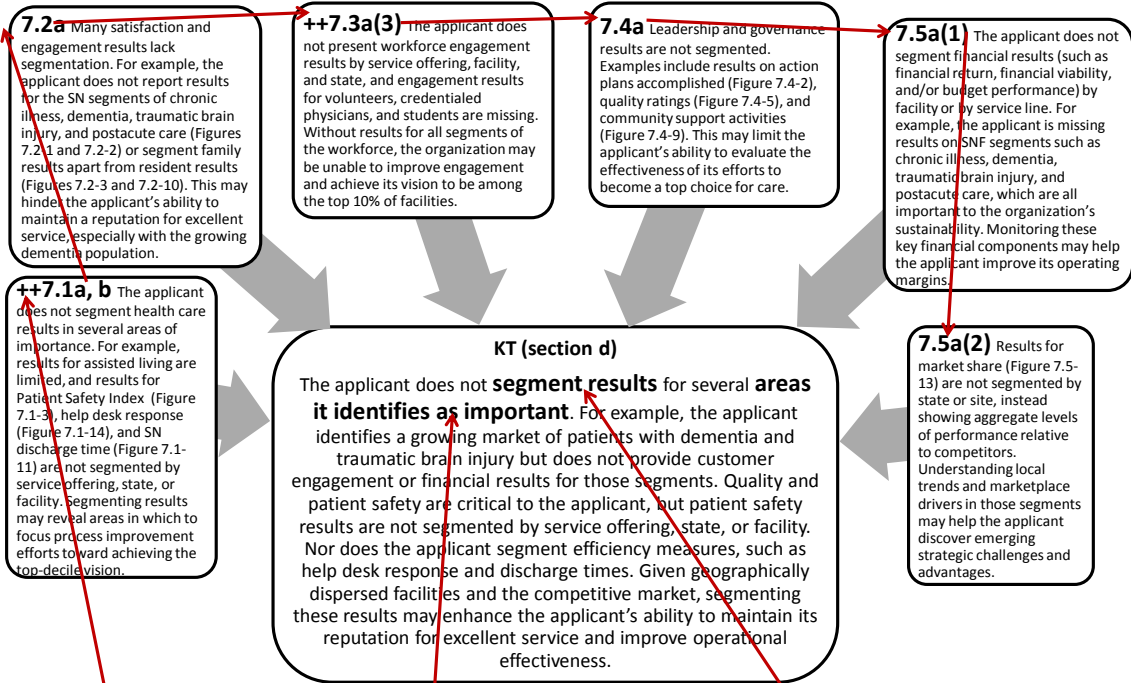 7.2a Many satisfaction and
engagement results lack
segmentation. For example, the
applicant does not report results
for the SN segments of chronic
illness, dementia, traumatic brain
injury, and postacute care (Figures
7.2-1 and 7.2-2) or segment family
results apart from resident results
(Figures 7.2-3 and 7.2-10). This may
hinder the applicant's ability to
maintain a reputation for excellent
service, especially with the growing
dementia population.
++7.3a(3) The applicant does
not present workforce engagement
results by service offering, facility,
and state, and engagement results
for volunteers, credentialed
physicians, and students are missing.
Without results for all segments of
the workforce, the organization may
be unable to improve engagement
and achieve its vision to be among
the top 10% of facilities.
7.4a Leadership and governance
results are not segmented.
Examples include results on action
plans accomplished (Figure 7.4-2),
quality ratings (Figure 7.4-5), and
community support activities
(Figure 7.4-9). This may limit the
applicant's ability to evaluate the
effectiveness of its efforts to
become a top choice for care.
7.5a(1) The applicant does not
segment financial results (such as
financial return, financial viability,
and/or budget performance) by
facility or by service line. For
example, the applicant is missing
results on SNF segments such as
chronic illness, dementia,
traumatic brain injury, and
postacute care, which are all
important to the organization's
sustainability. Monitoring these
key financial components may help
the applicant improve its operating
margins.
++7.1a, b The applicant
does not segment health care
results in several areas of
importance. For example,
results for assisted living are
limited, and results for
Patient Safety Index (Figure
7.1-3), help desk response
(Figure 7.1-14), and SN
discharge time (Figure 7.1-
11) are not segmented by
service offering, state, or
facility. Segmenting results
may reveal areas in which to
focus process improvement
efforts toward achieving the
top-decile vision.
KT (section d)
The applicant does not segment results for several areas
it identifies as important. For example, the applicant
identifies a growing market of patients with dementia and
traumatic brain injury but does not provide customer
engagement or financial results for those segments. Quality and
patient safety are critical to the applicant, but patient safety
results are not segmented by service offering, state, or facility.
Nor does the applicant segment efficiency measures, such as
help desk response and discharge times. Given geographically
dispersed facilities and the competitive market, segmenting
these results may enhance the applicant's ability to maintain its
reputation for excellent service and improve operational
effectiveness.
7.5a(2) Results for
market share (Figure 7.5-
13) are not segmented by
state or site, instead
showing aggregate levels
of performance relative
to competitors.
Understanding local
trends and marketplace
drivers in those segments
may help the applicant
discover emerging
strategic challenges and
advantages.